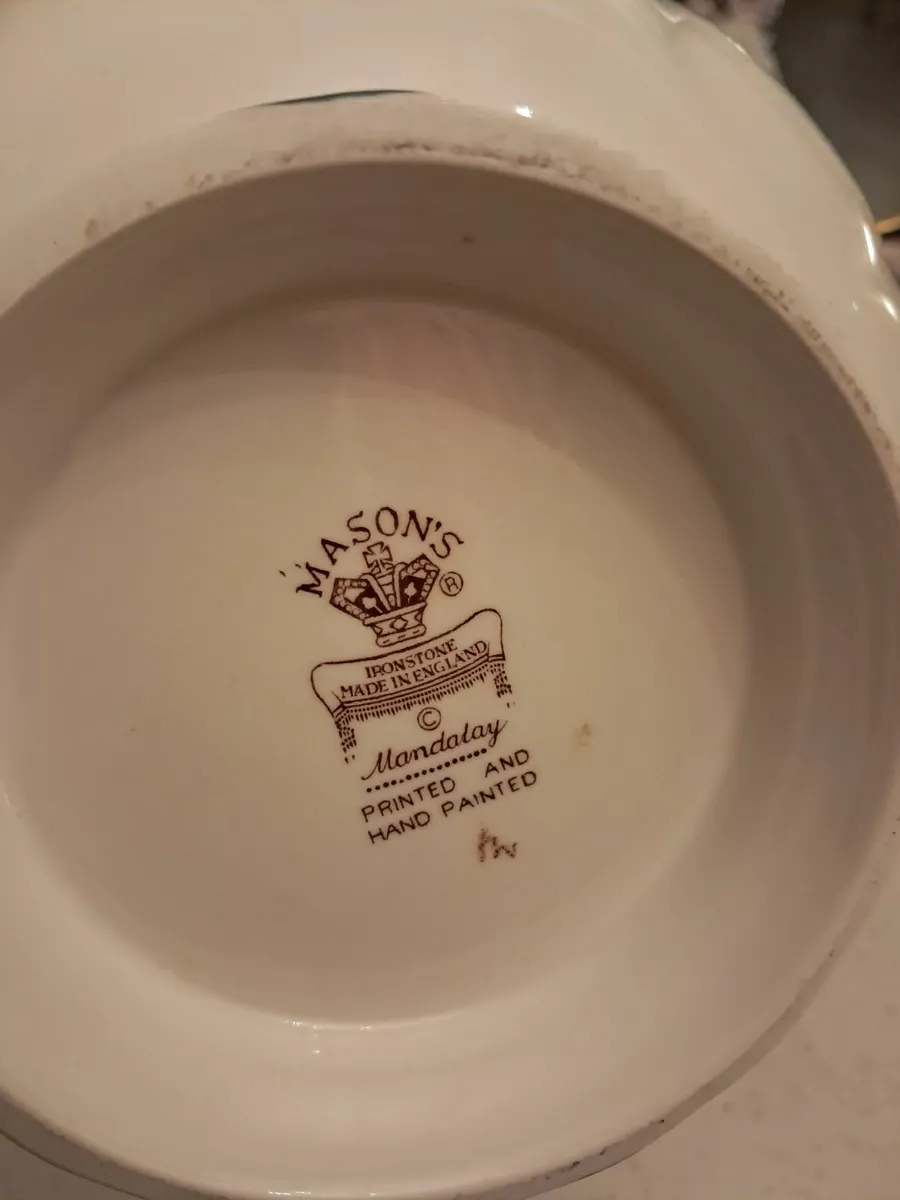 MASON'S
®
IRONSTONE
MADE IN ENGLAND
©
Mandalay
PRINTED AND
HAND PAINTED